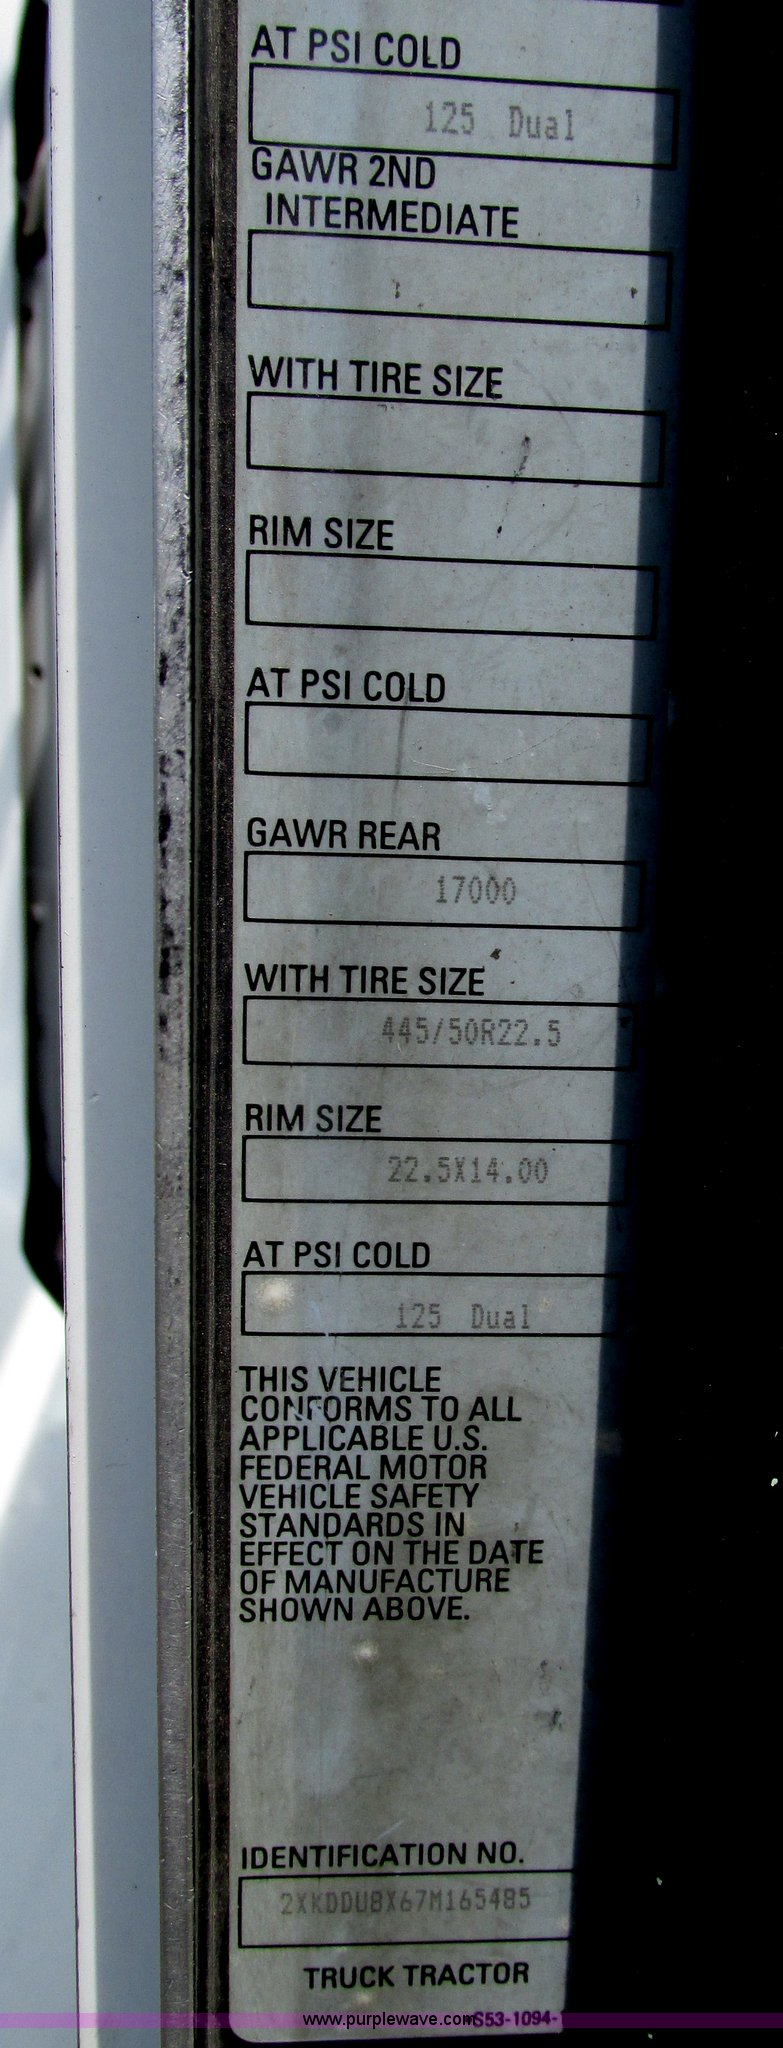 AT PSI COLD
125 Dual
GAWR 2ND
INTERMEDIATE
WITH TIRE SIZE
RIM SIZE
AT PSI COLD
GAWR REAR
17000
WITH TIRE SIZE
445/50R22.5
RIM SIZE
22.5X14.00
AT PSI COLD
125 Dual
THIS VEHICLE
CONFORMS TO ALL
APPLICABLE U.S.
FEDERAL MOTOR
VEHICLE SAFETY
STANDARDS IN
EFFECT ON THE DATE
OF MANUFACTURE
SHOWN ABOVE.
IDENTIFICATION NO.
2XKDDUBX67M165485
TRUCK TRACTOR
www.purplewave.com
S53-1094-